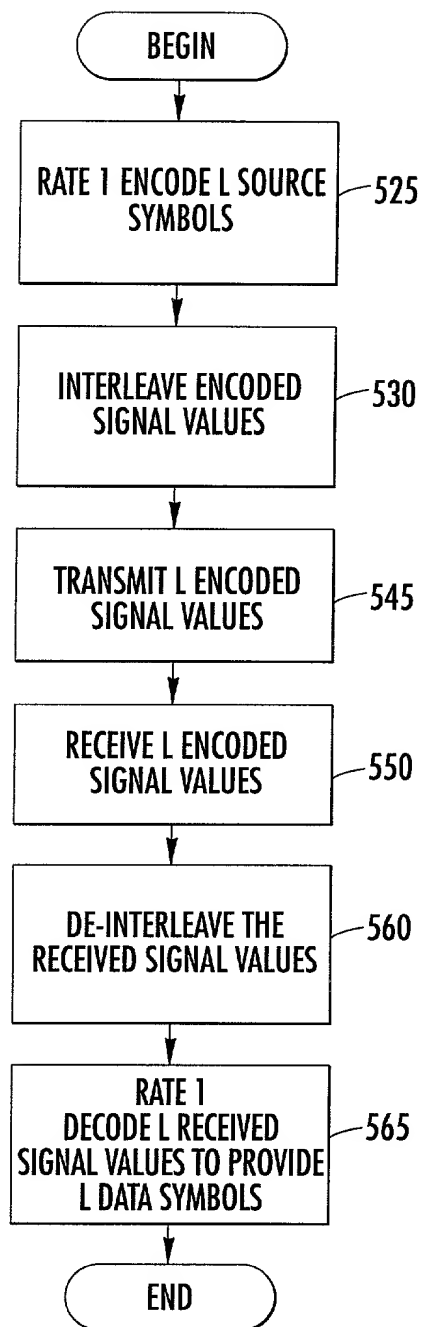 BEGIN
RATE 1 ENCODE L SOURCE
SYMBOLS
525
INTERLEAVE ENCODED
SIGNAL VALUES
530
TRANSMIT L ENCODED
SIGNAL VALUES
545
RECEIVE L ENCODED
SIGNAL VALUES
550
DE-INTERLEAVE THE
RECEIVED SIGNAL VALUES
560
RATE 1
DECODE L RECEIVED
SIGNAL VALUES TO PROVIDE
L DATA SYMBOLS
565
END